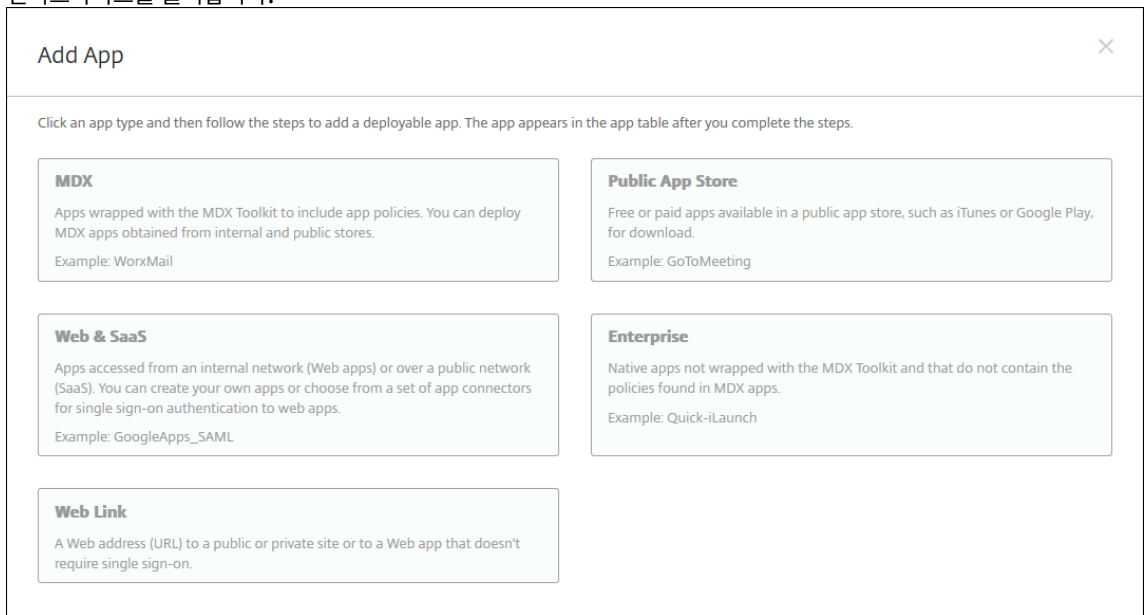 Add App
Click an app type and then follow the steps to add a deployable app. The app appears in the app table after you complete the steps.
MDX
Apps wrapped with the MDX Toolkit to include app policies. You can deploy
MDX apps obtained from internal and public stores.
Example: WorxMail
Public App Store
Free or paid apps available in a public app store, such as iTunes or Google Play,
for download.
Example: GoToMeeting
Web & SaaS
Apps accessed from an internal network (Web apps) or over a public network
(SaaS). You can create your own apps or choose from a set of app connectors
for single sign-on authentication to web apps.
Example: GoogleApps_SAML
Enterprise
Native apps not wrapped with the MDX Toolkit and that do not contain the
policies found in MDX apps.
Example: Quick-iLaunch
Web Link
A Web address (URL) to a public or private site or to a Web app that doesn't
require single sign-on.